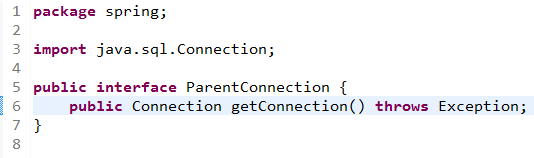 1 package spring;
2
3 import java.sql.Connection;
4
5 public interface ParentConnection {
6     public Connection getConnection() throws Exception;
7 }
8